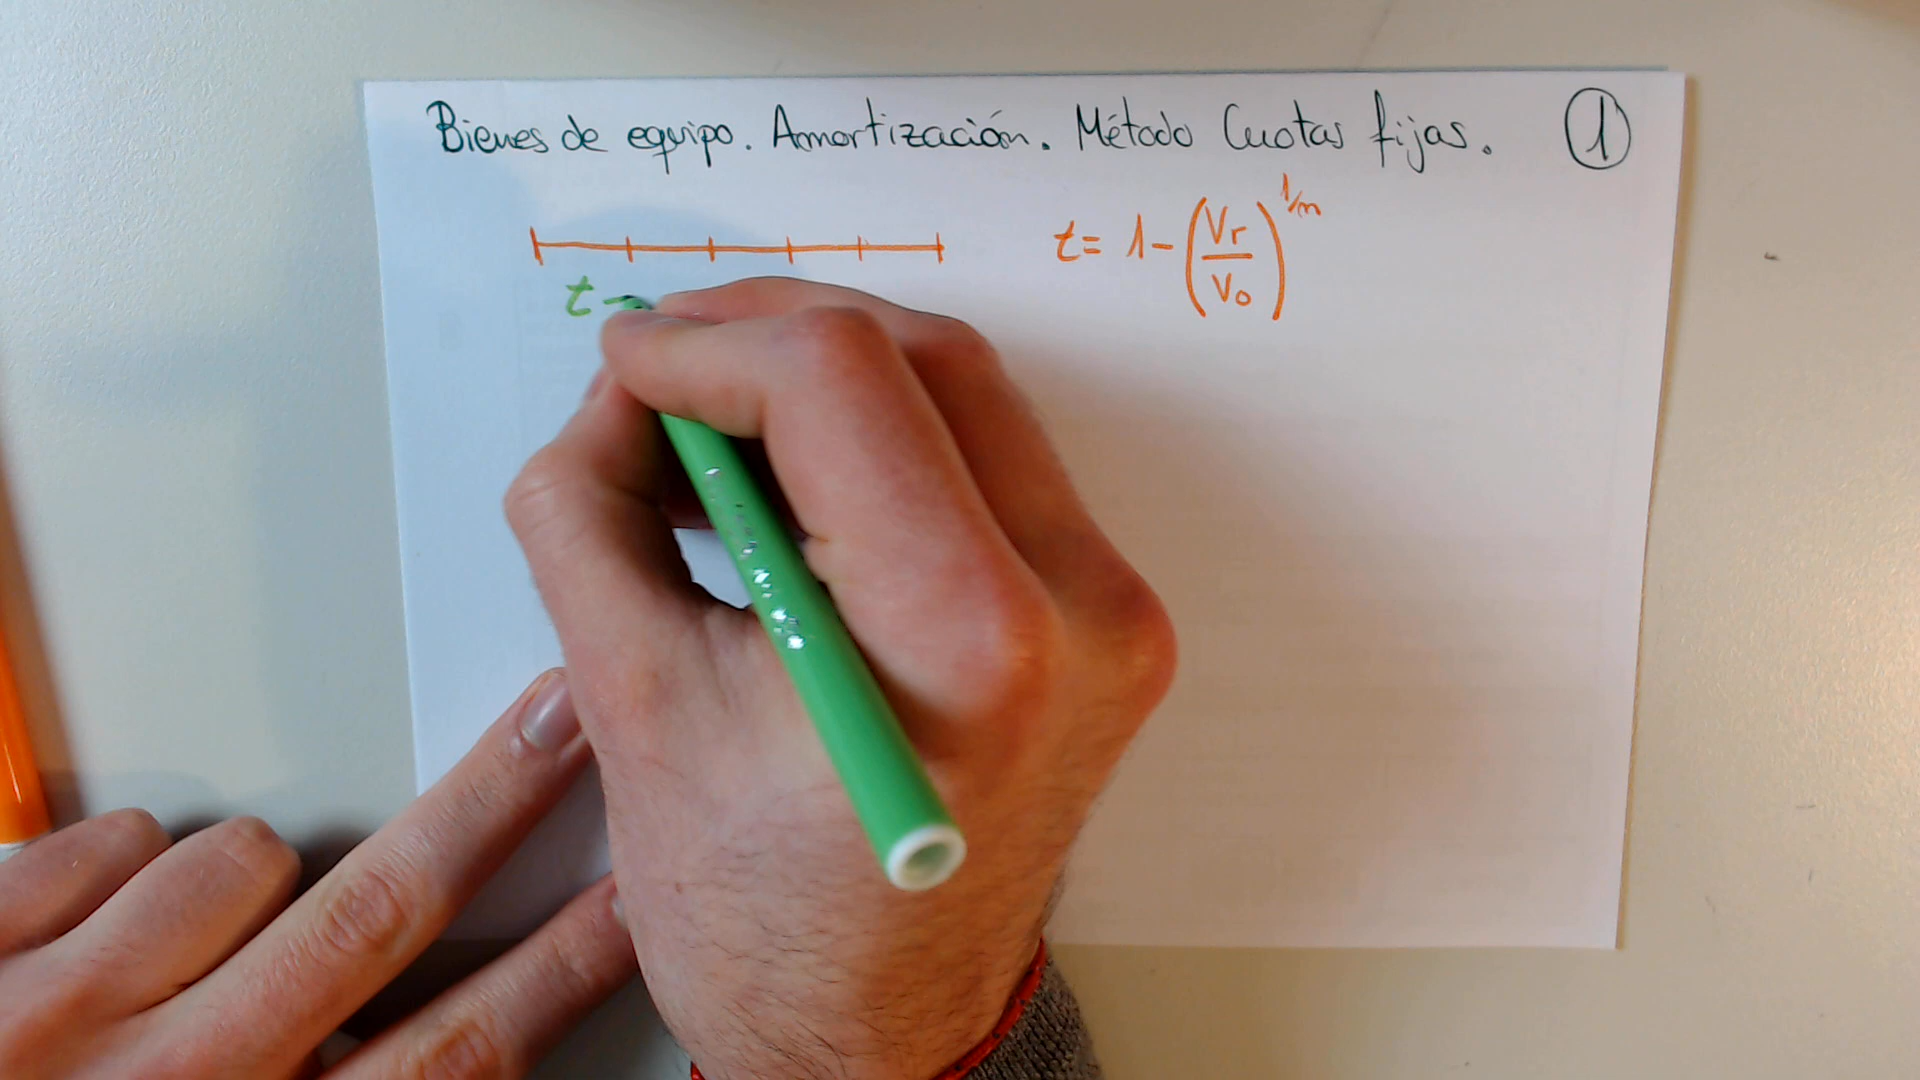 Bienes de equipo. Amortización. Método Cuotas fijas. 1
t = 1 - (Vr/Vo)^1/n
t -